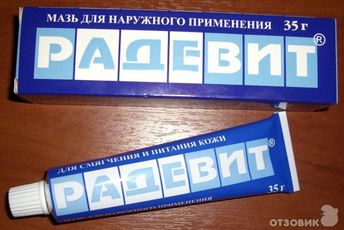 МАЗЬ ДЛЯ НАРУЖНОГО ПРИМЕНЕНИЯ 35 г
РАДЕВИТ®
ДЛЯ СМЯГЧЕНИЯ И ПИТАНИЯ КОЖИ
РАДЕВИТ®
МАЗЬ ДЛЯ НАРУЖНОГО ПРИМЕНЕНИЯ 35 г
ОТЗОВИК